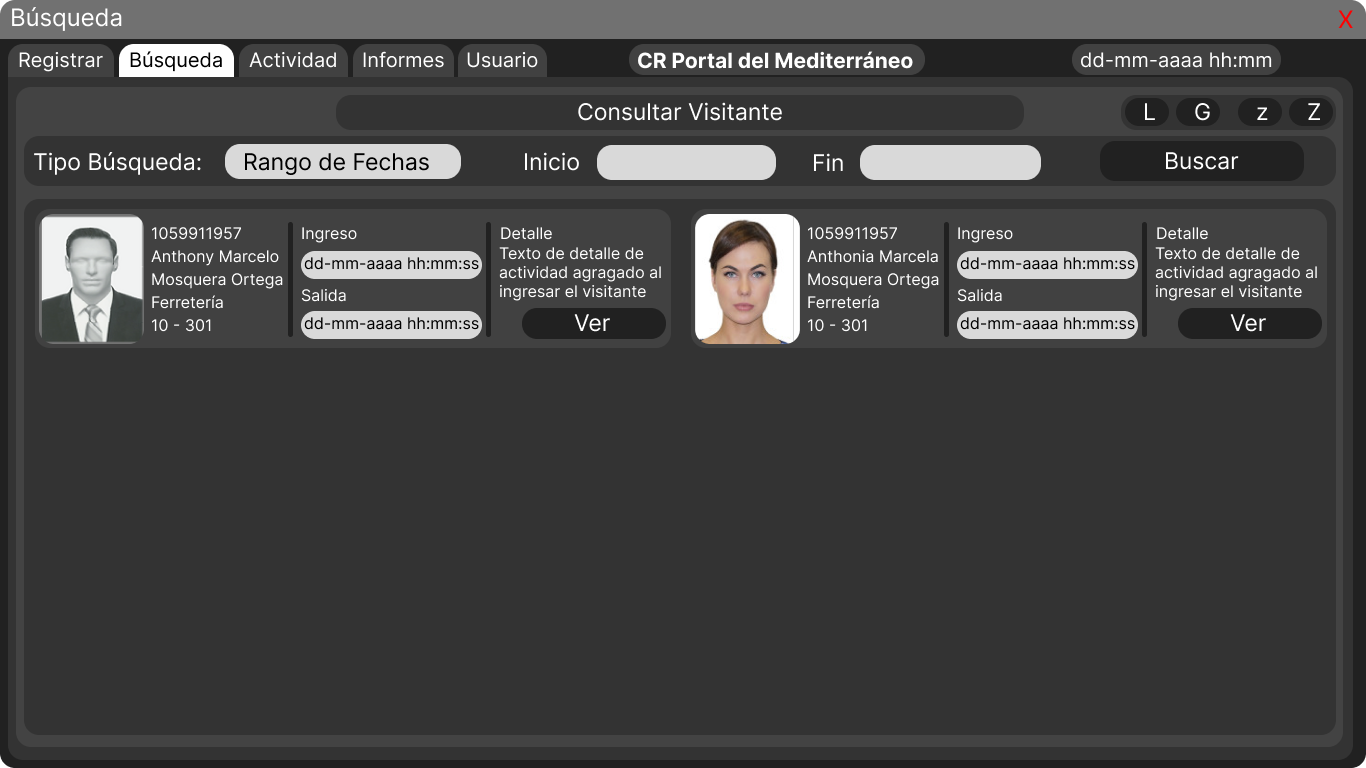 Búsqueda
X
Registrar
Búsqueda
Actividad
Informes
Usuario
CR Portal del Mediterráneo
dd-mm-aaaa hh:mm
Consultar Visitante
L
G
z
Z
Tipo Búsqueda:
Rango de Fechas
Inicio
Fin
Buscar
1059911957
Anthony Marcelo
Mosquera Ortega
Ferretería
10 - 301
Ingreso
dd-mm-aaaa hh:mm:ss
Salida
dd-mm-aaaa hh:mm:ss
Detalle
Texto de detalle de
actividad agragado al
ingresar el visitante
Ver
1059911957
Anthonia Marcela
Mosquera Ortega
Ferretería
10 - 301
Ingreso
dd-mm-aaaa hh:mm:ss
Salida
dd-mm-aaaa hh:mm:ss
Detalle
Texto de detalle de
actividad agragado al
ingresar el visitante
Ver